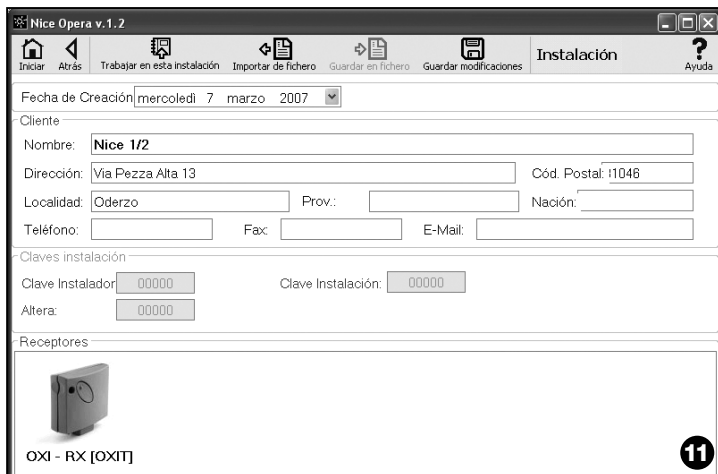 Nice Opera v.1.2
Iniciar Atrás Trabajar en esta instalación Importar de fichero Guardar en fichero Guardar modificaciones Instalación Ayuda
Fecha de Creación mercoledì 7 marzo 2007
Cliente
Nombre: Nice 1/2
Dirección: Via Pezza Alta 13 Cód. Postal: 1046
Localidad: Oderzo Prov.: Nación:
Teléfono: Fax: E-Mail:
Claves instalación
Clave Instalador 00000 Clave Instalación: 00000
Altera: 00000
Receptores
OXI - RX [OXIT]
11